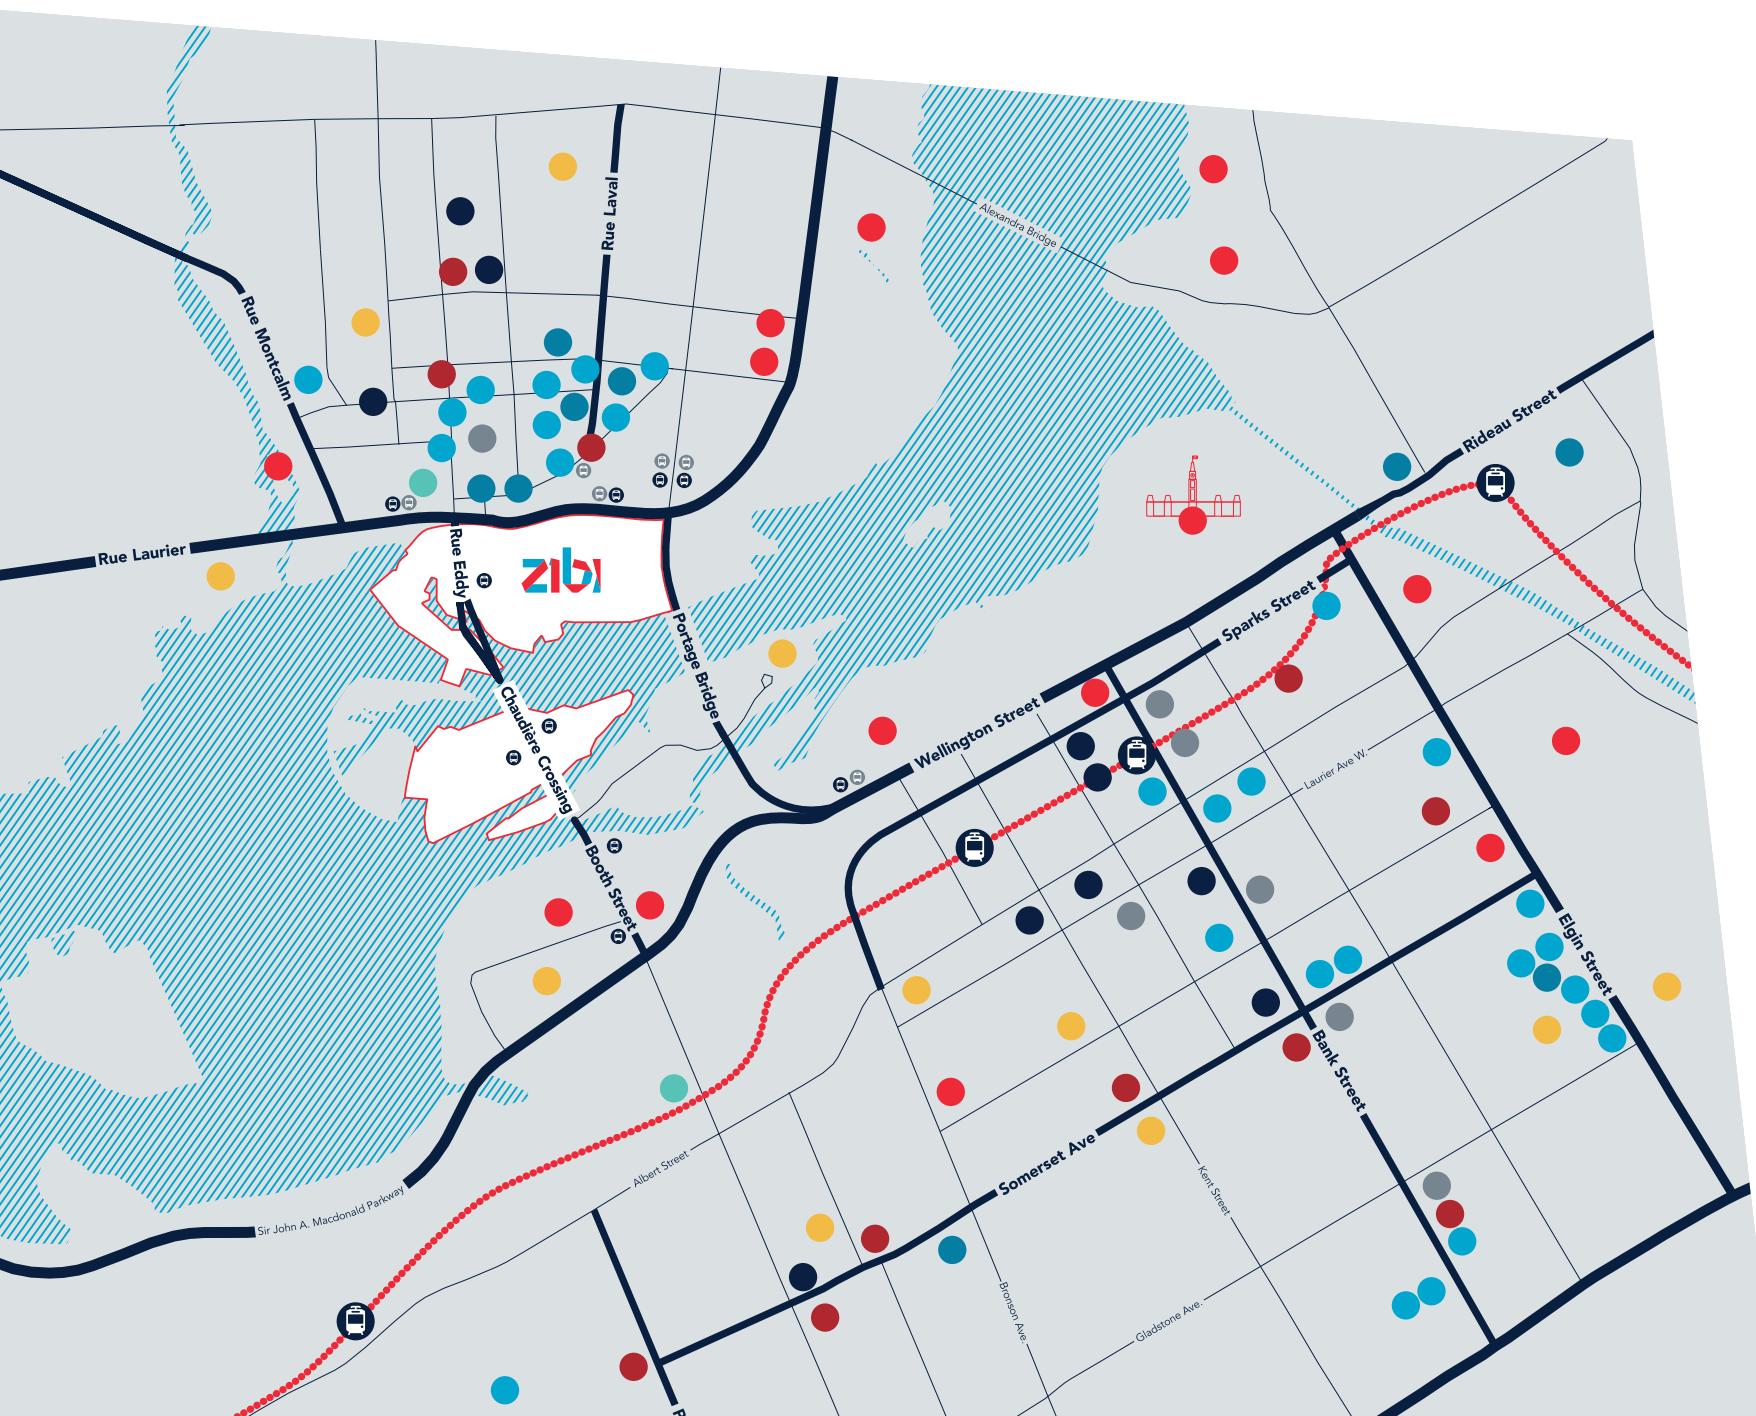 Rue Laval
Alexandra Bridge
Rue Montcalm
Rideau Street
Rue Laurier
Rue Eddy
zibi
Sparks Street
Portage Bridge
Wellington Street
Chaudière Crossing
Laurier Ave W.
Booth Street
Elgin Street
Bank Street
Albert Street
Somerset Ave
Kent Street
Sir John A. Macdonald Parkway
Bronson Ave.
Gladstone Ave.